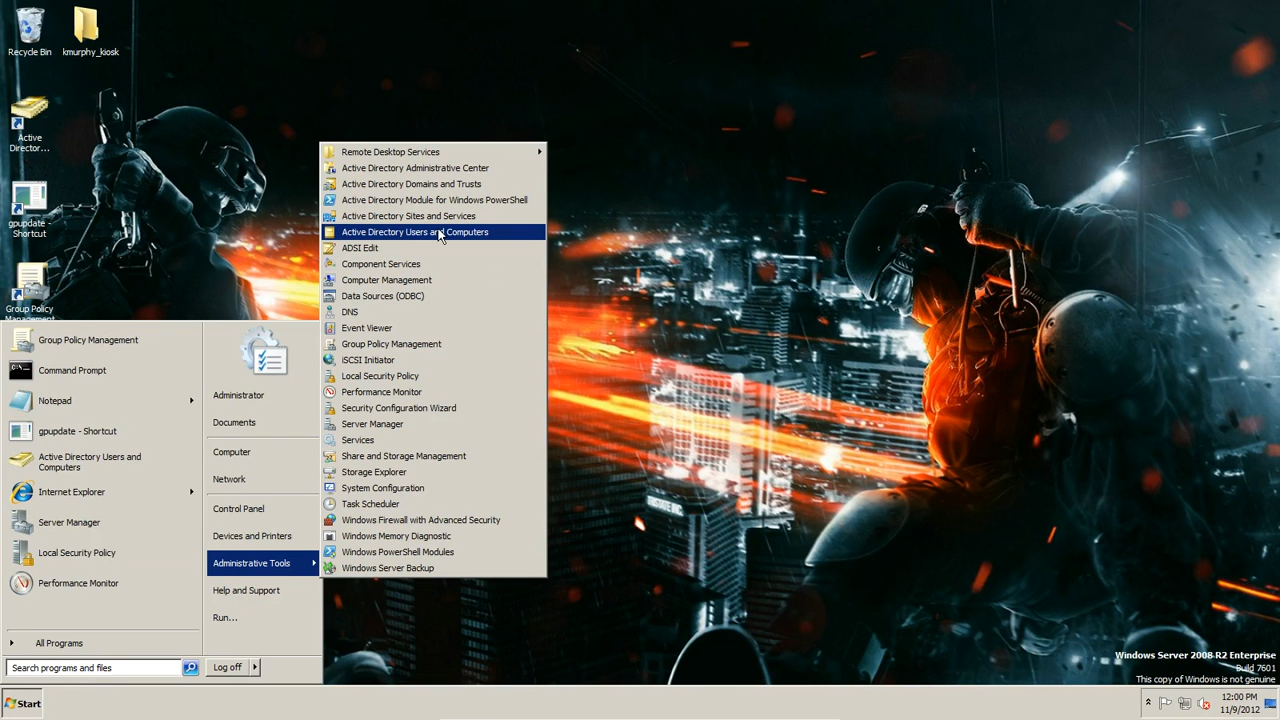 Recycle Bin
kmurphy_kiosk
Active
Director...
gpupdate -
Shortcut
Group Policy
Management
Group Policy Management
Command Prompt
Notepad
gpupdate - Shortcut
Active Directory Users and
Computers
Internet Explorer
Server Manager
Local Security Policy
Performance Monitor
All Programs
Search programs and files
Administrator
Documents
Computer
Network
Control Panel
Devices and Printers
Administrative Tools
Help and Support
Run...
Log off
Remote Desktop Services
Active Directory Administrative Center
Active Directory Domains and Trusts
Active Directory Module for Windows PowerShell
Active Directory Sites and Services
Active Directory Users and Computers
ADSI Edit
Component Services
Computer Management
Data Sources (ODBC)
DNS
Event Viewer
Group Policy Management
iSCSI Initiator
Local Security Policy
Performance Monitor
Security Configuration Wizard
Server Manager
Services
Share and Storage Management
Storage Explorer
System Configuration
Task Scheduler
Windows Firewall with Advanced Security
Windows Memory Diagnostic
Windows PowerShell Modules
Windows Server Backup
Windows Server 2008 R2 Enterprise
Build 7601
This copy of Windows is not genuine
Start
12:00 PM
11/9/2012